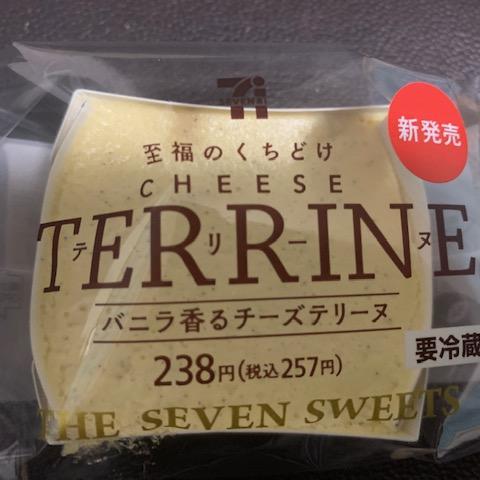 SEVEN & i
新発売
至福のくちどけ
CHEESE
TERRINE
テリーヌ
バニラ香るチーズテリーヌ
238円(税込257円)
要冷蔵
THE SEVEN SWEETS